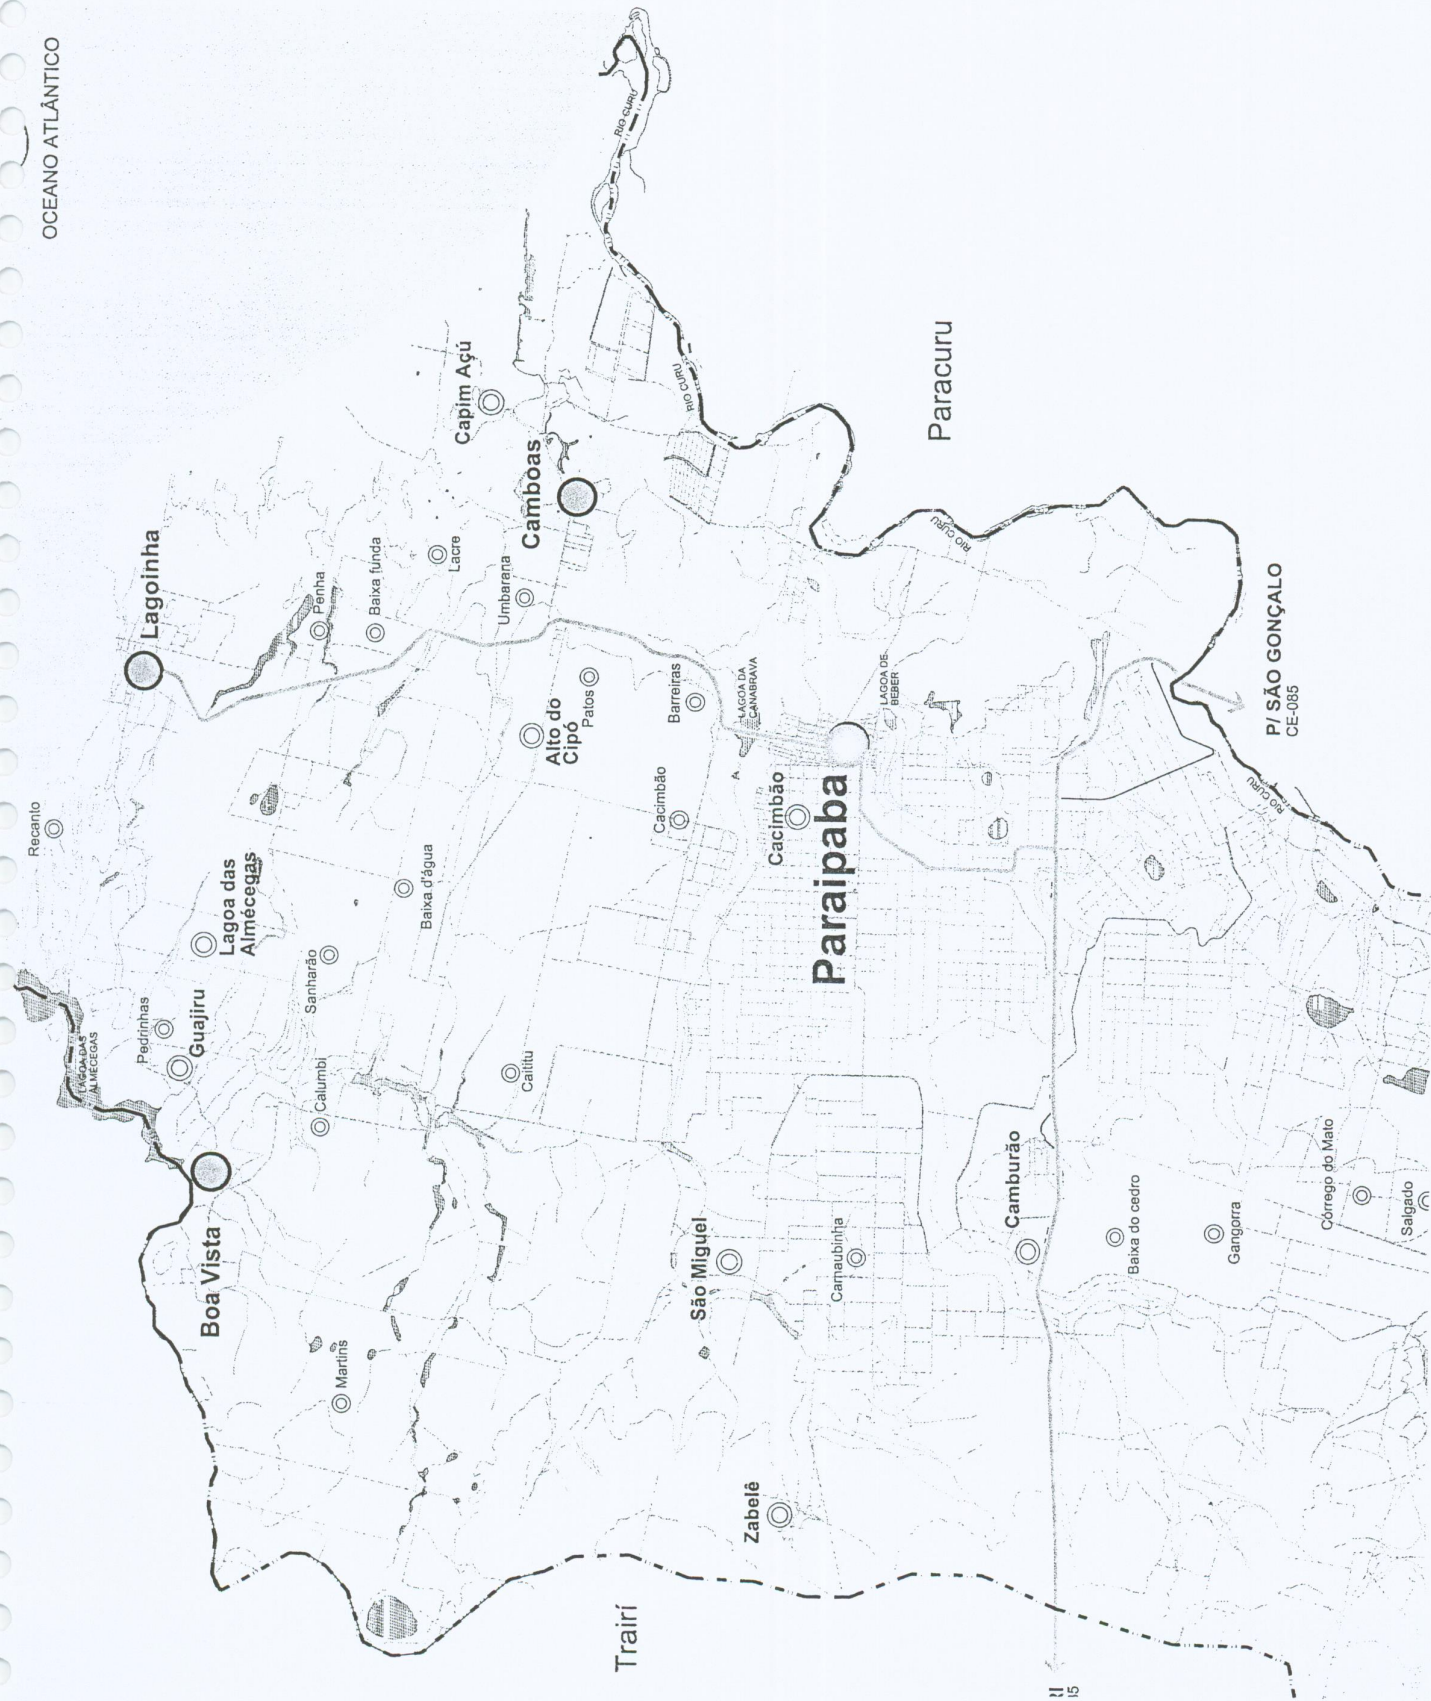 OCEANO ATLÂNTICO
Recanto
Lagoinha
Penha
Baixa funda
Lacre
Capim Açú
Camboas
Umbarana
RIO CURU
RIO CURU
Paracuru
RIO CURU
P/ SÃO GONÇALO
CE-085
RIO CURU
Lagoa das
Almécegas
Pedrinhas
Guajiru
LAGOA DAS
ALMÉCEGAS
Sanharão
Calumbi
Baixa d'água
Caititu
Alto do
Cipó
Patos
Barreiras
LAGOA DA
CANABRAVA
LAGOA DE
BEBER
Cacimbão
Cacimbão
Paraipaba
Boa Vista
Martins
São Miguel
Carnaubinha
Camburão
Baixa do cedro
Gangorra
Córrego do Mato
Salgado
Zabelê
Trairí